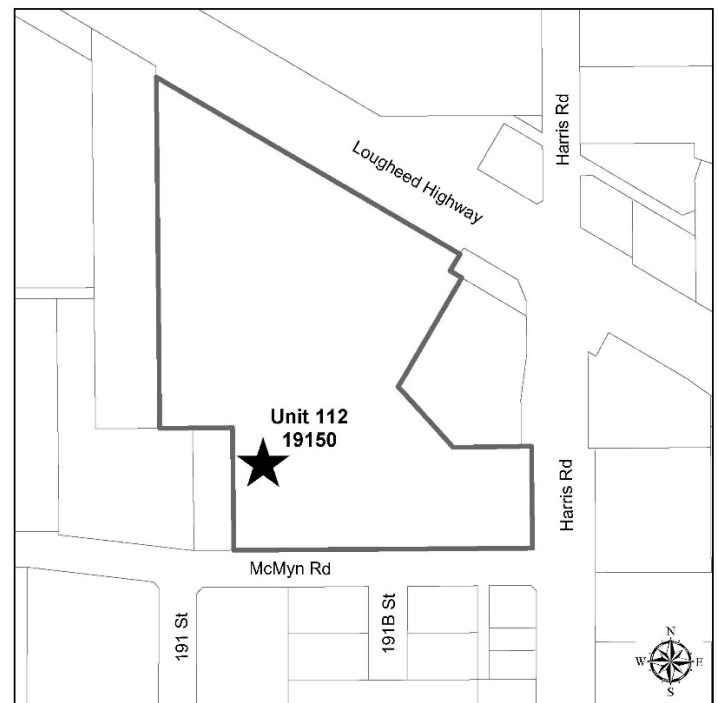 Harris Rd
Lougheed Highway
Unit 112
19150
Harris Rd
McMyn Rd
191 St
191B St
N
W E
S